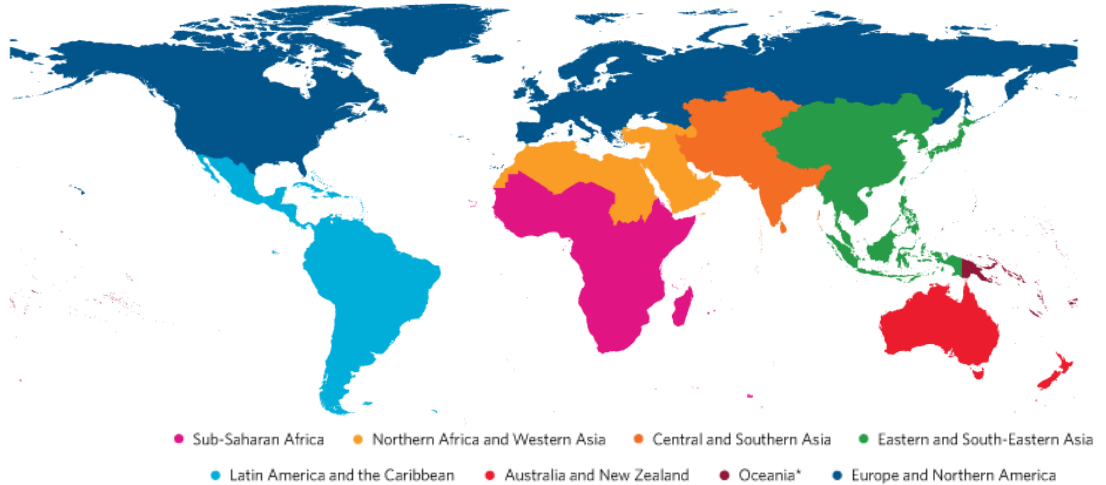 Sub-Saharan Africa Northern Africa and Western Asia Central and Southern Asia Eastern and South-Eastern Asia
Latin America and the Caribbean Australia and New Zealand Oceania* Europe and Northern America